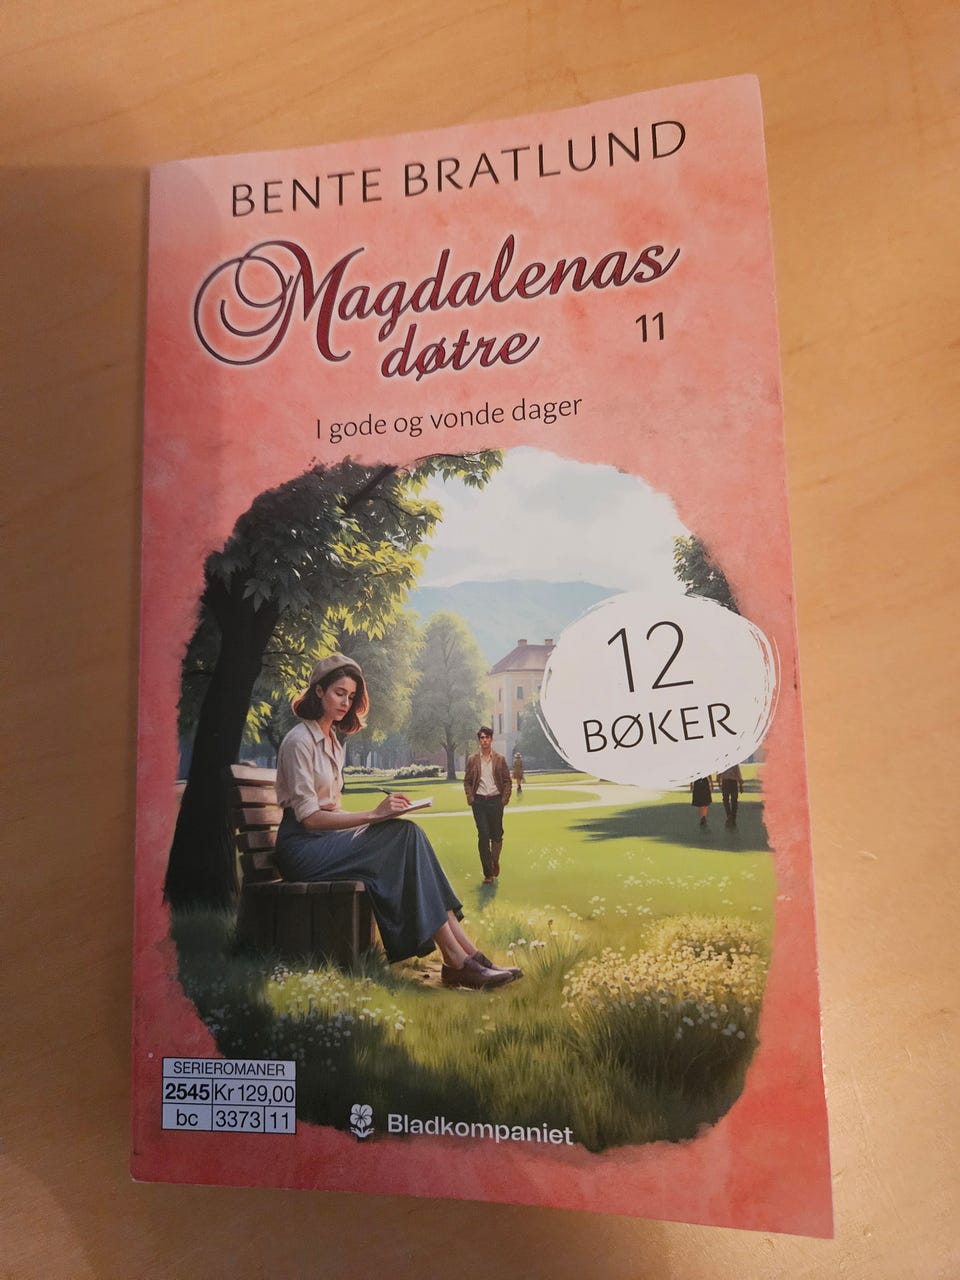 BENTE BRATLUND
Magdalenas
døtre
11
I gode og vonde dager
12
BØKER
SERIEROMANER
2545 Kr 129,00
bc 3373 11
Bladkompaniet